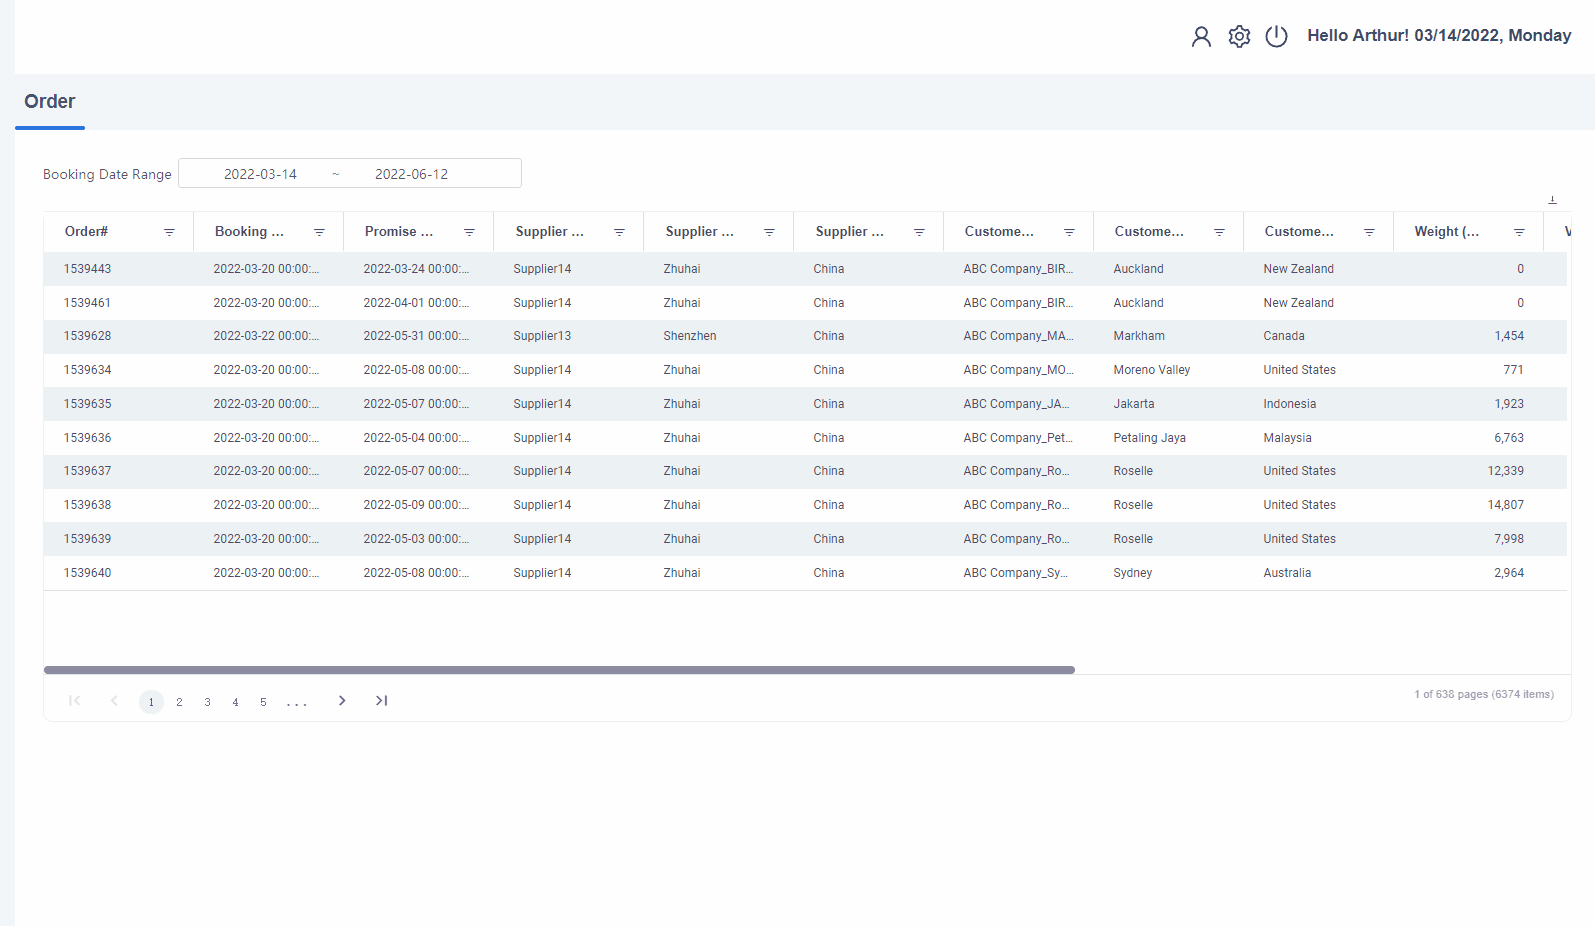 Hello Arthur! 03/14/2022, Monday
Order
Booking Date Range 2022-03-14 ~ 2022-06-12
Order# Booking ... Promise ... Supplier ... Supplier ... Supplier ... Custome... Custome... Custome... Weight (...
1539443 2022-03-20 00:00:... 2022-03-24 00:00:... Supplier14 Zhuhai China ABC Company_BIR... Auckland New Zealand 0
1539461 2022-03-20 00:00:... 2022-04-01 00:00:... Supplier14 Zhuhai China ABC Company_BIR... Auckland New Zealand 0
1539628 2022-03-22 00:00:... 2022-05-31 00:00:... Supplier13 Shenzhen China ABC Company_MA... Markham Canada 1,454
1539634 2022-03-20 00:00:... 2022-05-08 00:00:... Supplier14 Zhuhai China ABC Company_MO... Moreno Valley United States 771
1539635 2022-03-20 00:00:... 2022-05-07 00:00:... Supplier14 Zhuhai China ABC Company_JA... Jakarta Indonesia 1,923
1539636 2022-03-20 00:00:... 2022-05-04 00:00:... Supplier14 Zhuhai China ABC Company_Pet... Petaling Jaya Malaysia 6,763
1539637 2022-03-20 00:00:... 2022-05-07 00:00:... Supplier14 Zhuhai China ABC Company_Ro... Roselle United States 12,339
1539638 2022-03-20 00:00:... 2022-05-09 00:00:... Supplier14 Zhuhai China ABC Company_Ro... Roselle United States 14,807
1539639 2022-03-20 00:00:... 2022-05-03 00:00:... Supplier14 Zhuhai China ABC Company_Ro... Roselle United States 7,998
1539640 2022-03-20 00:00:... 2022-05-08 00:00:... Supplier14 Zhuhai China ABC Company_Sy... Sydney Australia 2,964
1 2 3 4 5 ... 1 of 638 pages (6374 items)